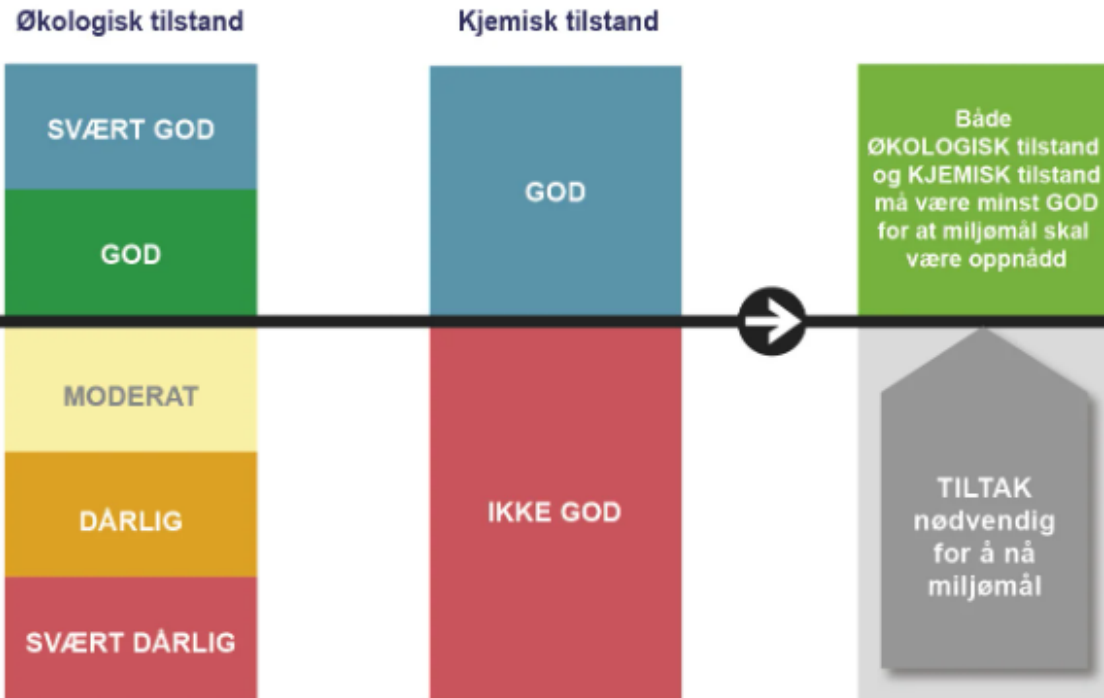 Økologisk tilstand
Kjemisk tilstand
SVÆRT GOD
GOD
MODERAT
DÅRLIG
SVÆRT DÅRLIG
GOD
IKKE GOD
Både
ØKOLOGISK tilstand
og KJEMISK tilstand
må være minst GOD
for at miljømål skal
være oppnådd
TILTAK
nødvendig
for å nå
miljømål